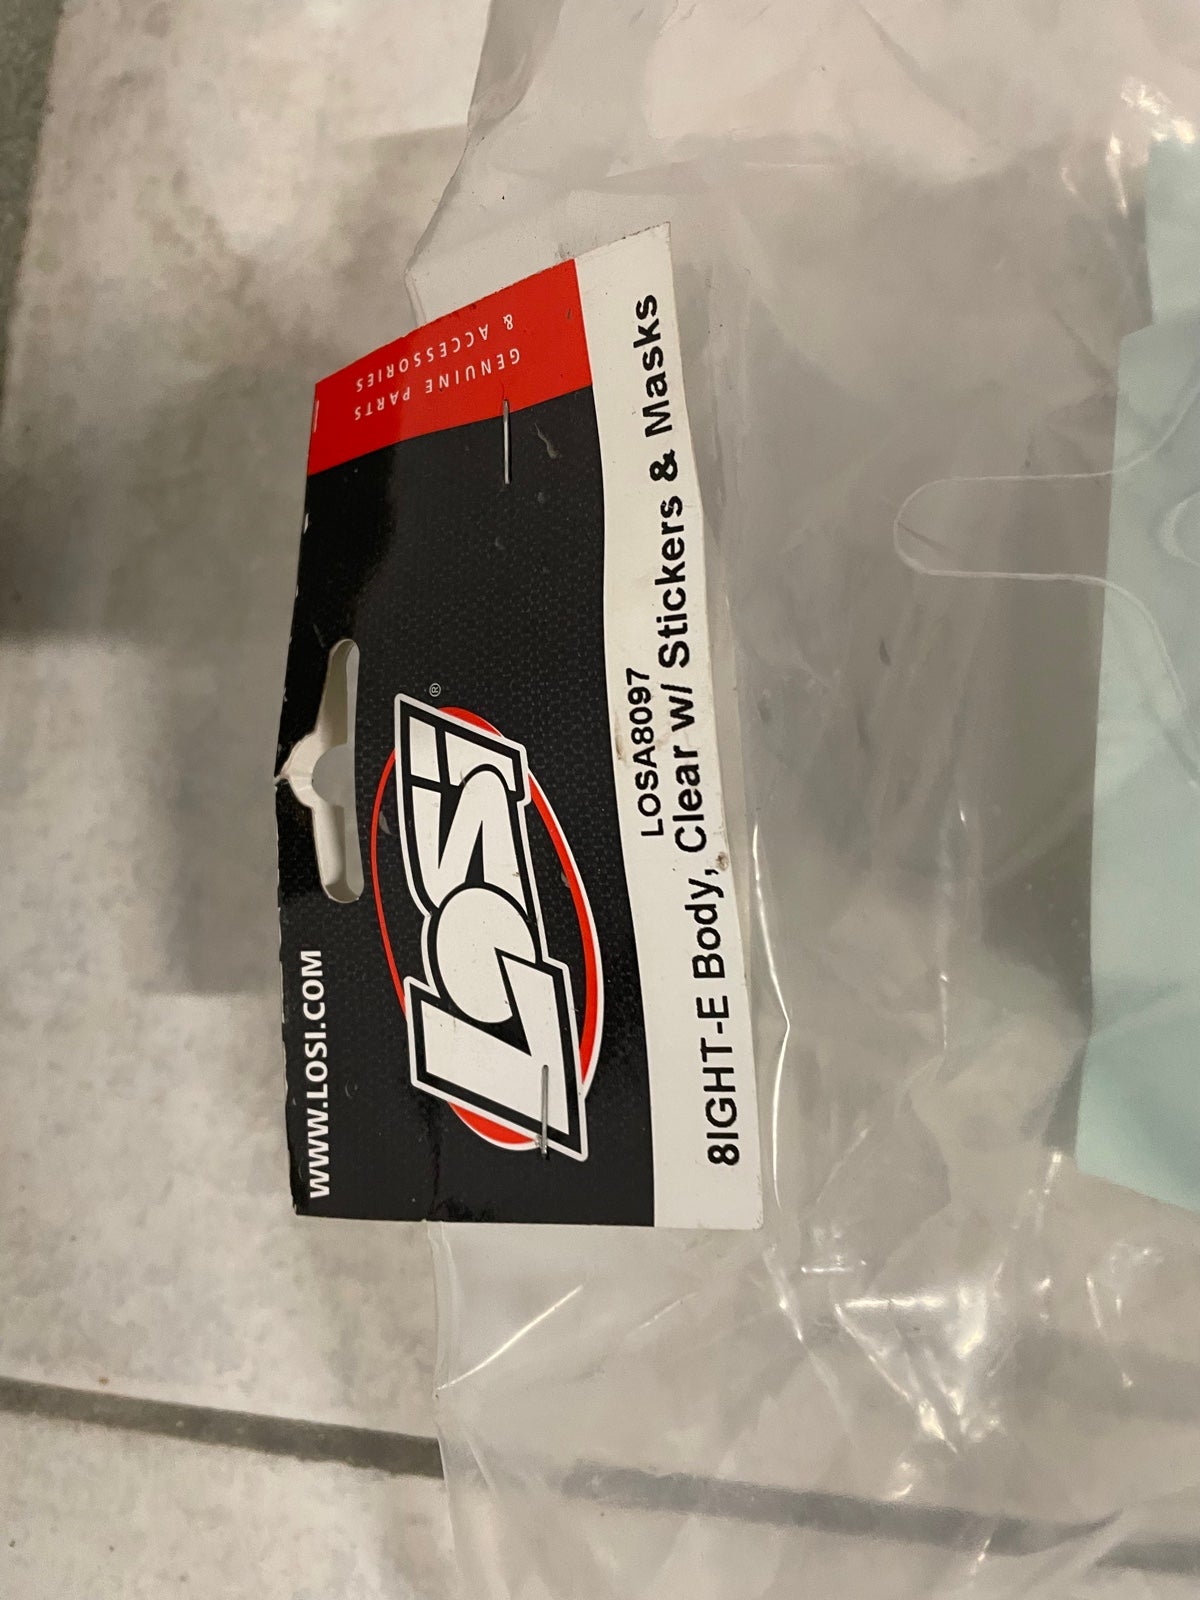 WWW.LOSI.COM
GENUINE PARTS
& ACCESSORIES
LOSI®
LOSA8097
8IGHT-E Body, Clear w/ Stickers & Masks